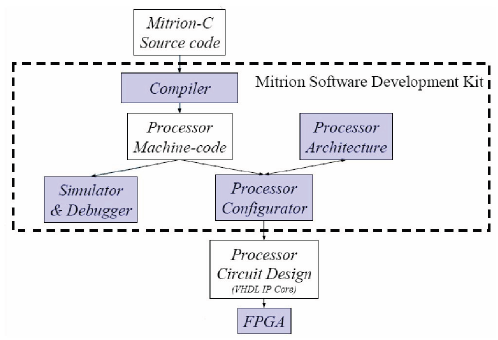 Mitrion-C
Source code
Mitrion Software Development Kit
Compiler
Processor
Machine-code
Processor
Architecture
Simulator
& Debugger
Processor
Configurator
Processor
Circuit Design
(VHDL IP Core)
FPGA